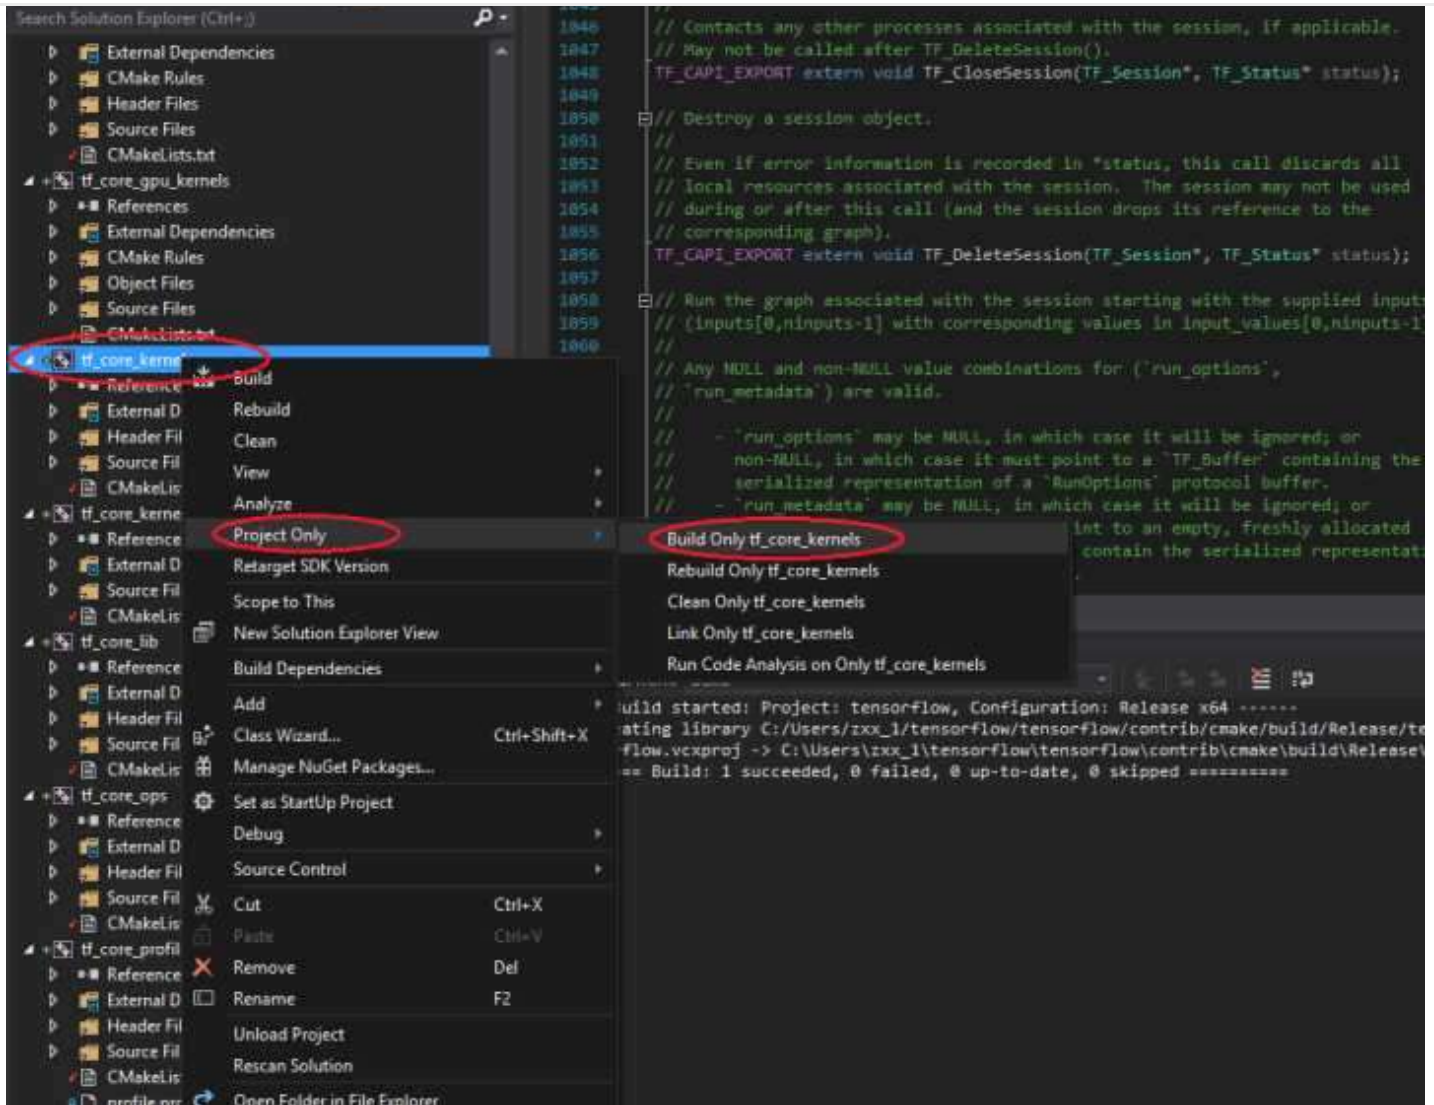 Search Solution Explorer (Ctrl+;)
External Dependencies
CMake Rules
Header Files
Source Files
CMakeLists.txt
tf_core_gpu_kernels
References
External Dependencies
CMake Rules
Object Files
Source Files
CMakeLists.txt
tf_core_kernel
Reference
External D
Header Fil
Source Fil
CMakeLis
tf_core_kerne
Reference
External D
Source Fil
CMakeLis
tf_core_lib
Reference
External D
Header Fil
Source Fil
CMakeLis
tf_core_ops
Reference
External D
Header Fil
Source Fil
CMakeLis
tf_core_profil
Reference
External D
Header Fil
Source Fil
CMakeLis
profile.pro
Build
Rebuild
Clean
View
Analyze
Project Only
Retarget SDK Version
Scope to This
New Solution Explorer View
Build Dependencies
Add
Class Wizard... Ctrl+Shift+X
Manage NuGet Packages...
Set as StartUp Project
Debug
Source Control
Cut Ctrl+X
Paste Ctrl+V
Remove Del
Rename F2
Unload Project
Rescan Solution
Open Folder in File Explorer
Build Only tf_core_kernels
Rebuild Only tf_core_kernels
Clean Only tf_core_kernels
Link Only tf_core_kernels
Run Code Analysis on Only tf_core_kernels
1046 // Contacts any other processes associated with the session, if applicable.
1047 // May not be called after TF_DeleteSession().
1048 TF_CAPI_EXPORT extern void TF_CloseSession(TF_Session*, TF_Status* status);
1049
1050 // Destroy a session object.
1051 //
1052 // Even if error information is recorded in *status, this call discards all
1053 // local resources associated with the session.  The session may not be used
1054 // during or after this call (and the session drops its reference to the
1055 // corresponding graph).
1056 TF_CAPI_EXPORT extern void TF_DeleteSession(TF_Session*, TF_Status* status);
1057
1058 // Run the graph associated with the session starting with the supplied inputs
1059 // (inputs[0,ninputs-1] with corresponding values in input_values[0,ninputs-1]
1060 //
// Any NULL and non-NULL value combinations for (`run_options`,
// `run_metadata`) are valid.
//
// - `run_options` may be NULL, in which case it will be ignored; or
// non-NULL, in which case it must point to a `TF_Buffer` containing the
// serialized representation of a `RunOptions` protocol buffer.
// - `run_metadata` may be NULL, in which case it will be ignored; or
int to an empty, freshly allocated
contain the serialized representati
uild started: Project: tensorflow, Configuration: Release x64 ------
ating library C:/Users/zxx_1/tensorflow/tensorflow/contrib/cmake/build/Release/te
flow.vcxproj -> C:\Users\zxx_1\tensorflow\tensorflow\contrib\cmake\build\Release\
== Build: 1 succeeded, 0 failed, 0 up-to-date, 0 skipped ==========